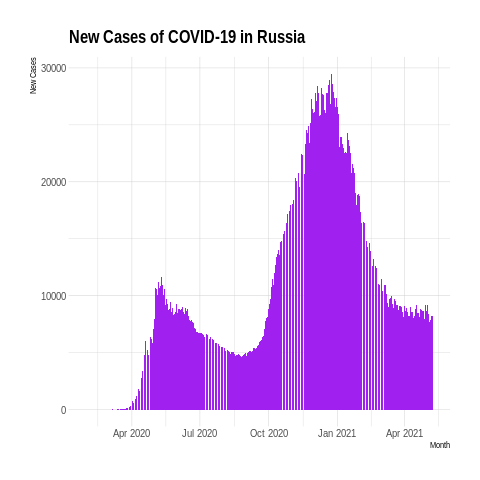 New Cases of COVID-19 in Russia
New Cases
30000
20000
10000
0
Apr 2020 Jul 2020 Oct 2020 Jan 2021 Apr 2021
Month